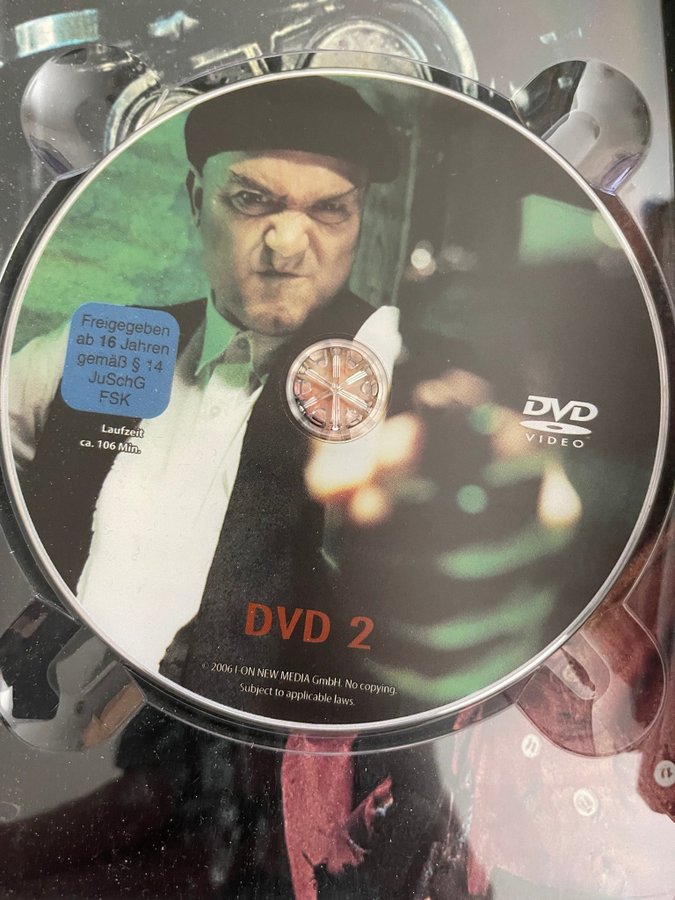 Freigegeben
ab 16 Jahren
gemäß § 14
JuSchG
FSK
Laufzeit
ca. 106 Min.
DVD
VIDEO
DVD 2
© 2006 I-ON NEW MEDIA GmbH. No copying.
Subject to applicable laws.